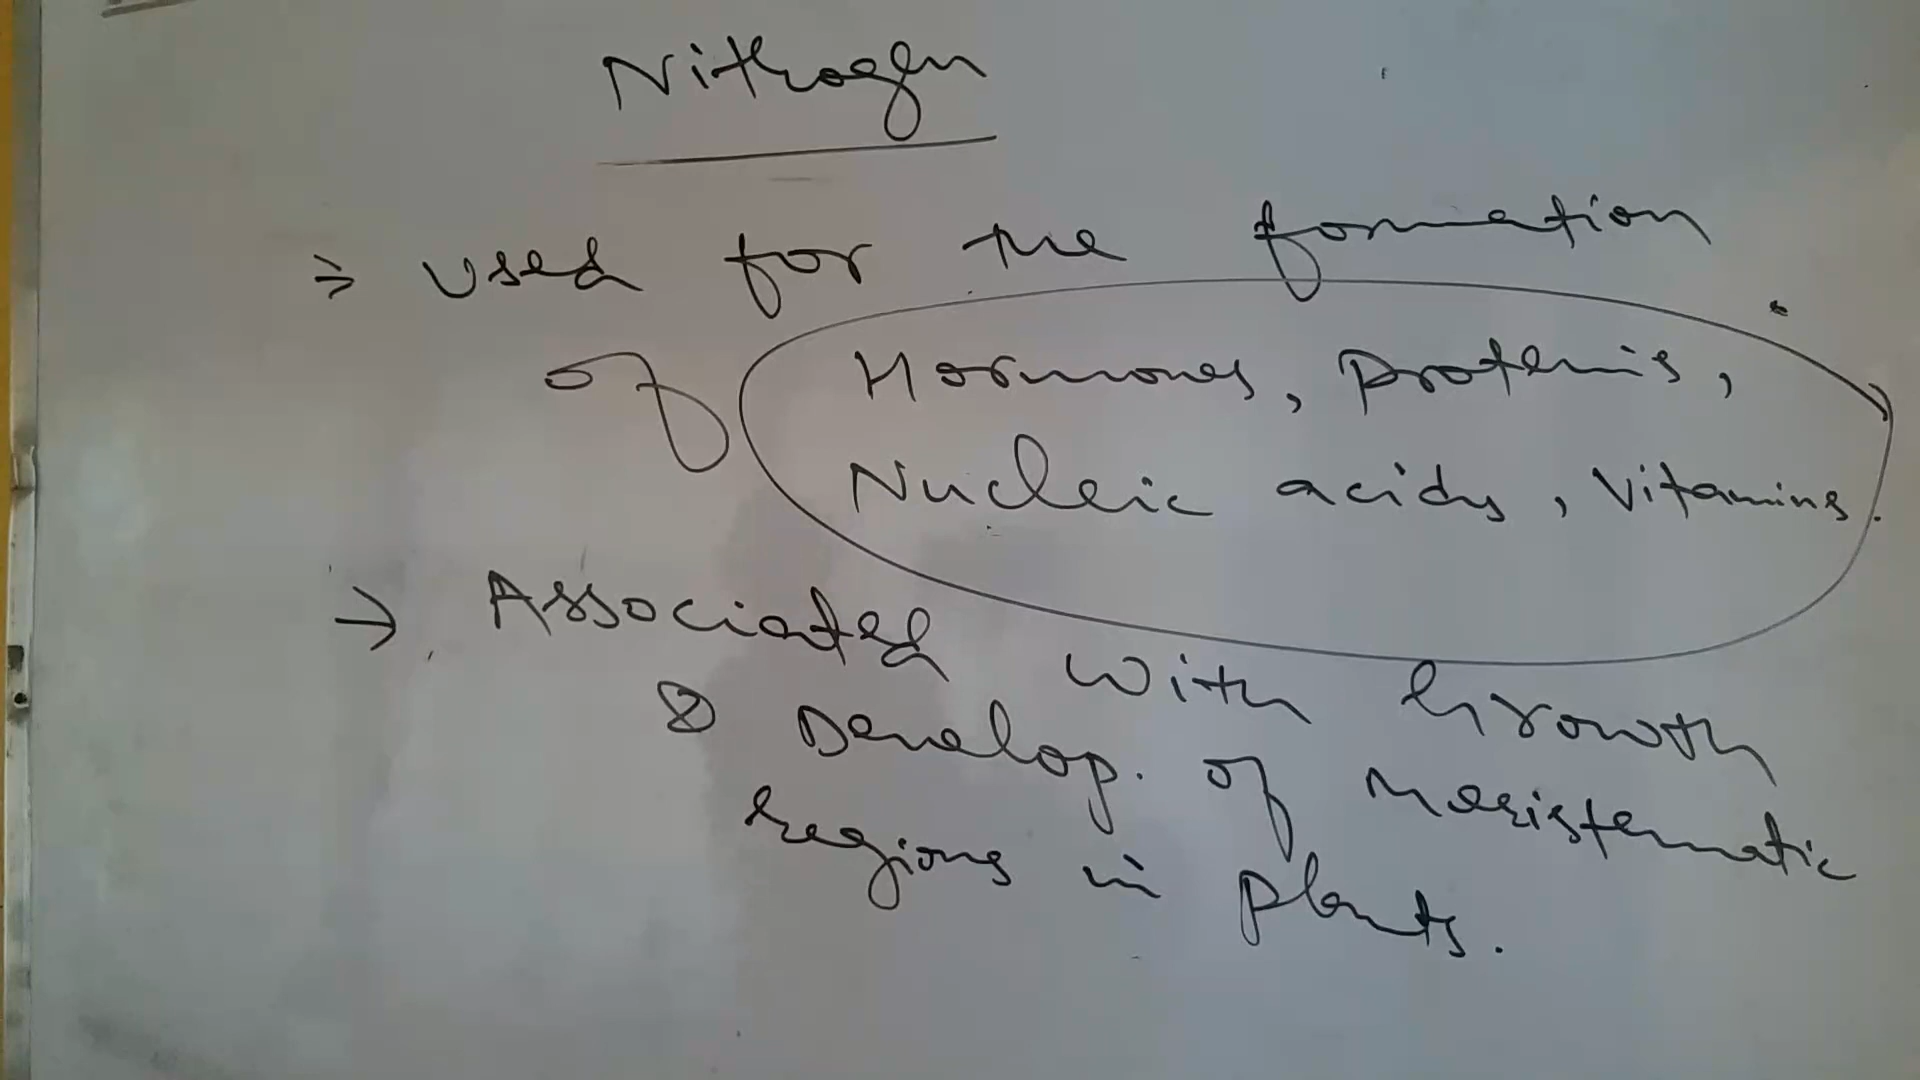 Nitrogen
⇒ Used for the formation
of Hormones, Proteins,
Nucleic acids, Vitamins.
→ Associated with Growth
& Develop. of Meristematic
regions in plants.